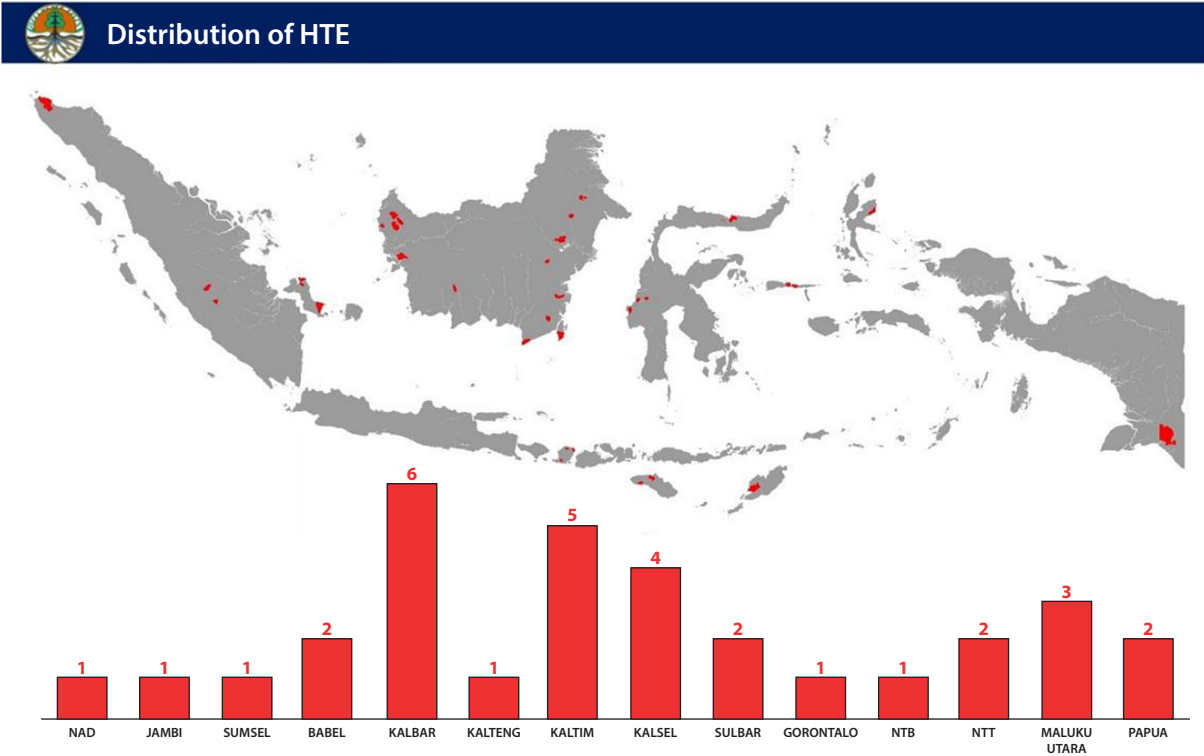 Distribution of HTE
6
5
4
3
2
2
2
2
1
1
1
1
1
1
NAD
JAMBI
SUMSEL
BABEL
KALBAR
KALTENG
KALTIM
KALSEL
SULBAR
GORONTALO
NTB
NTT
MALUKU
UTARA
PAPUA